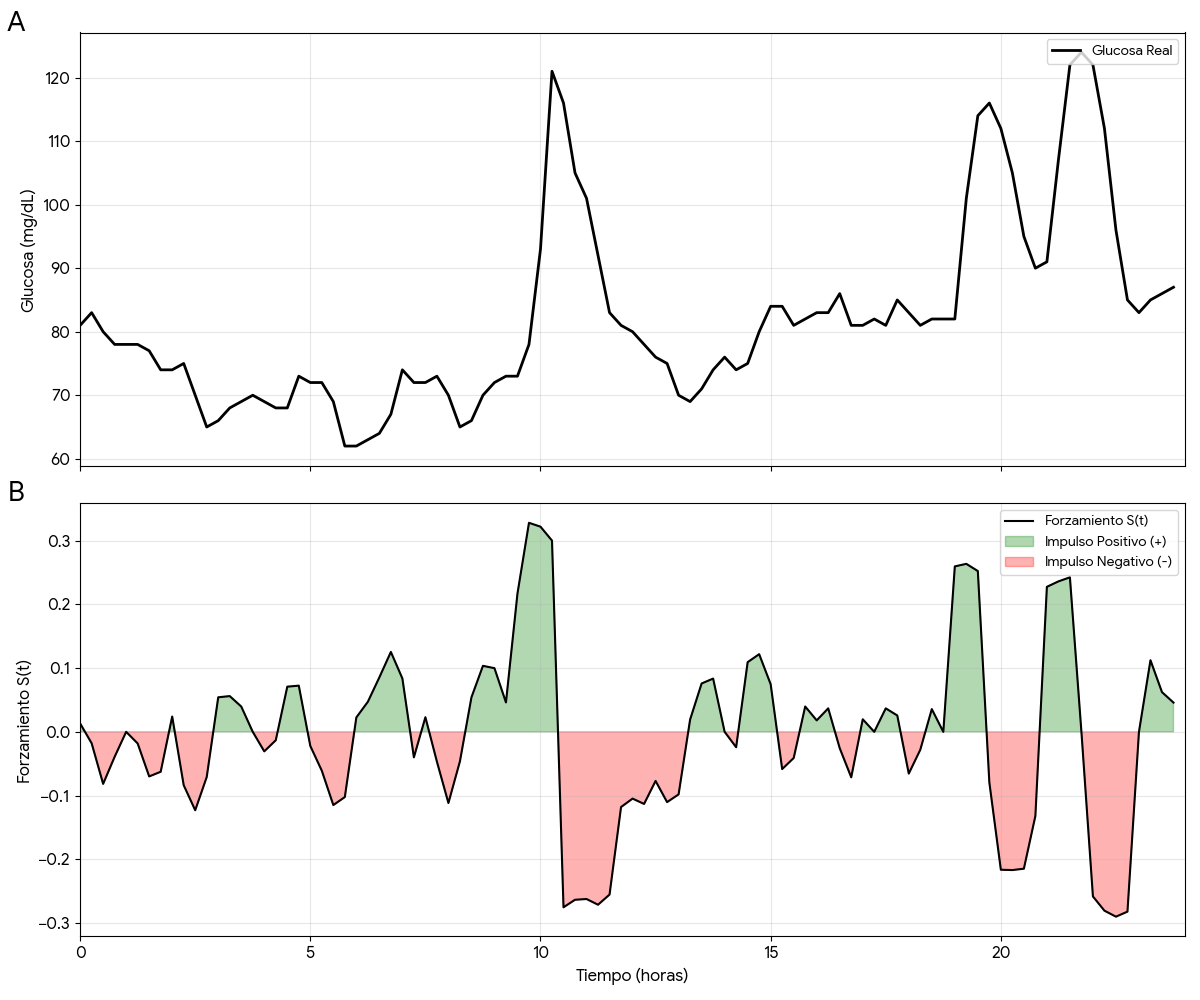 A
Glucosa (mg/dL)
120
110
100
90
80
70
60
Glucosa Real
B
Forzamiento S(t)
0.3
0.2
0.1
0.0
−0.1
−0.2
−0.3
Forzamiento S(t)
Impulso Positivo (+)
Impulso Negativo (-)
0 5 10 15 20
Tiempo (horas)